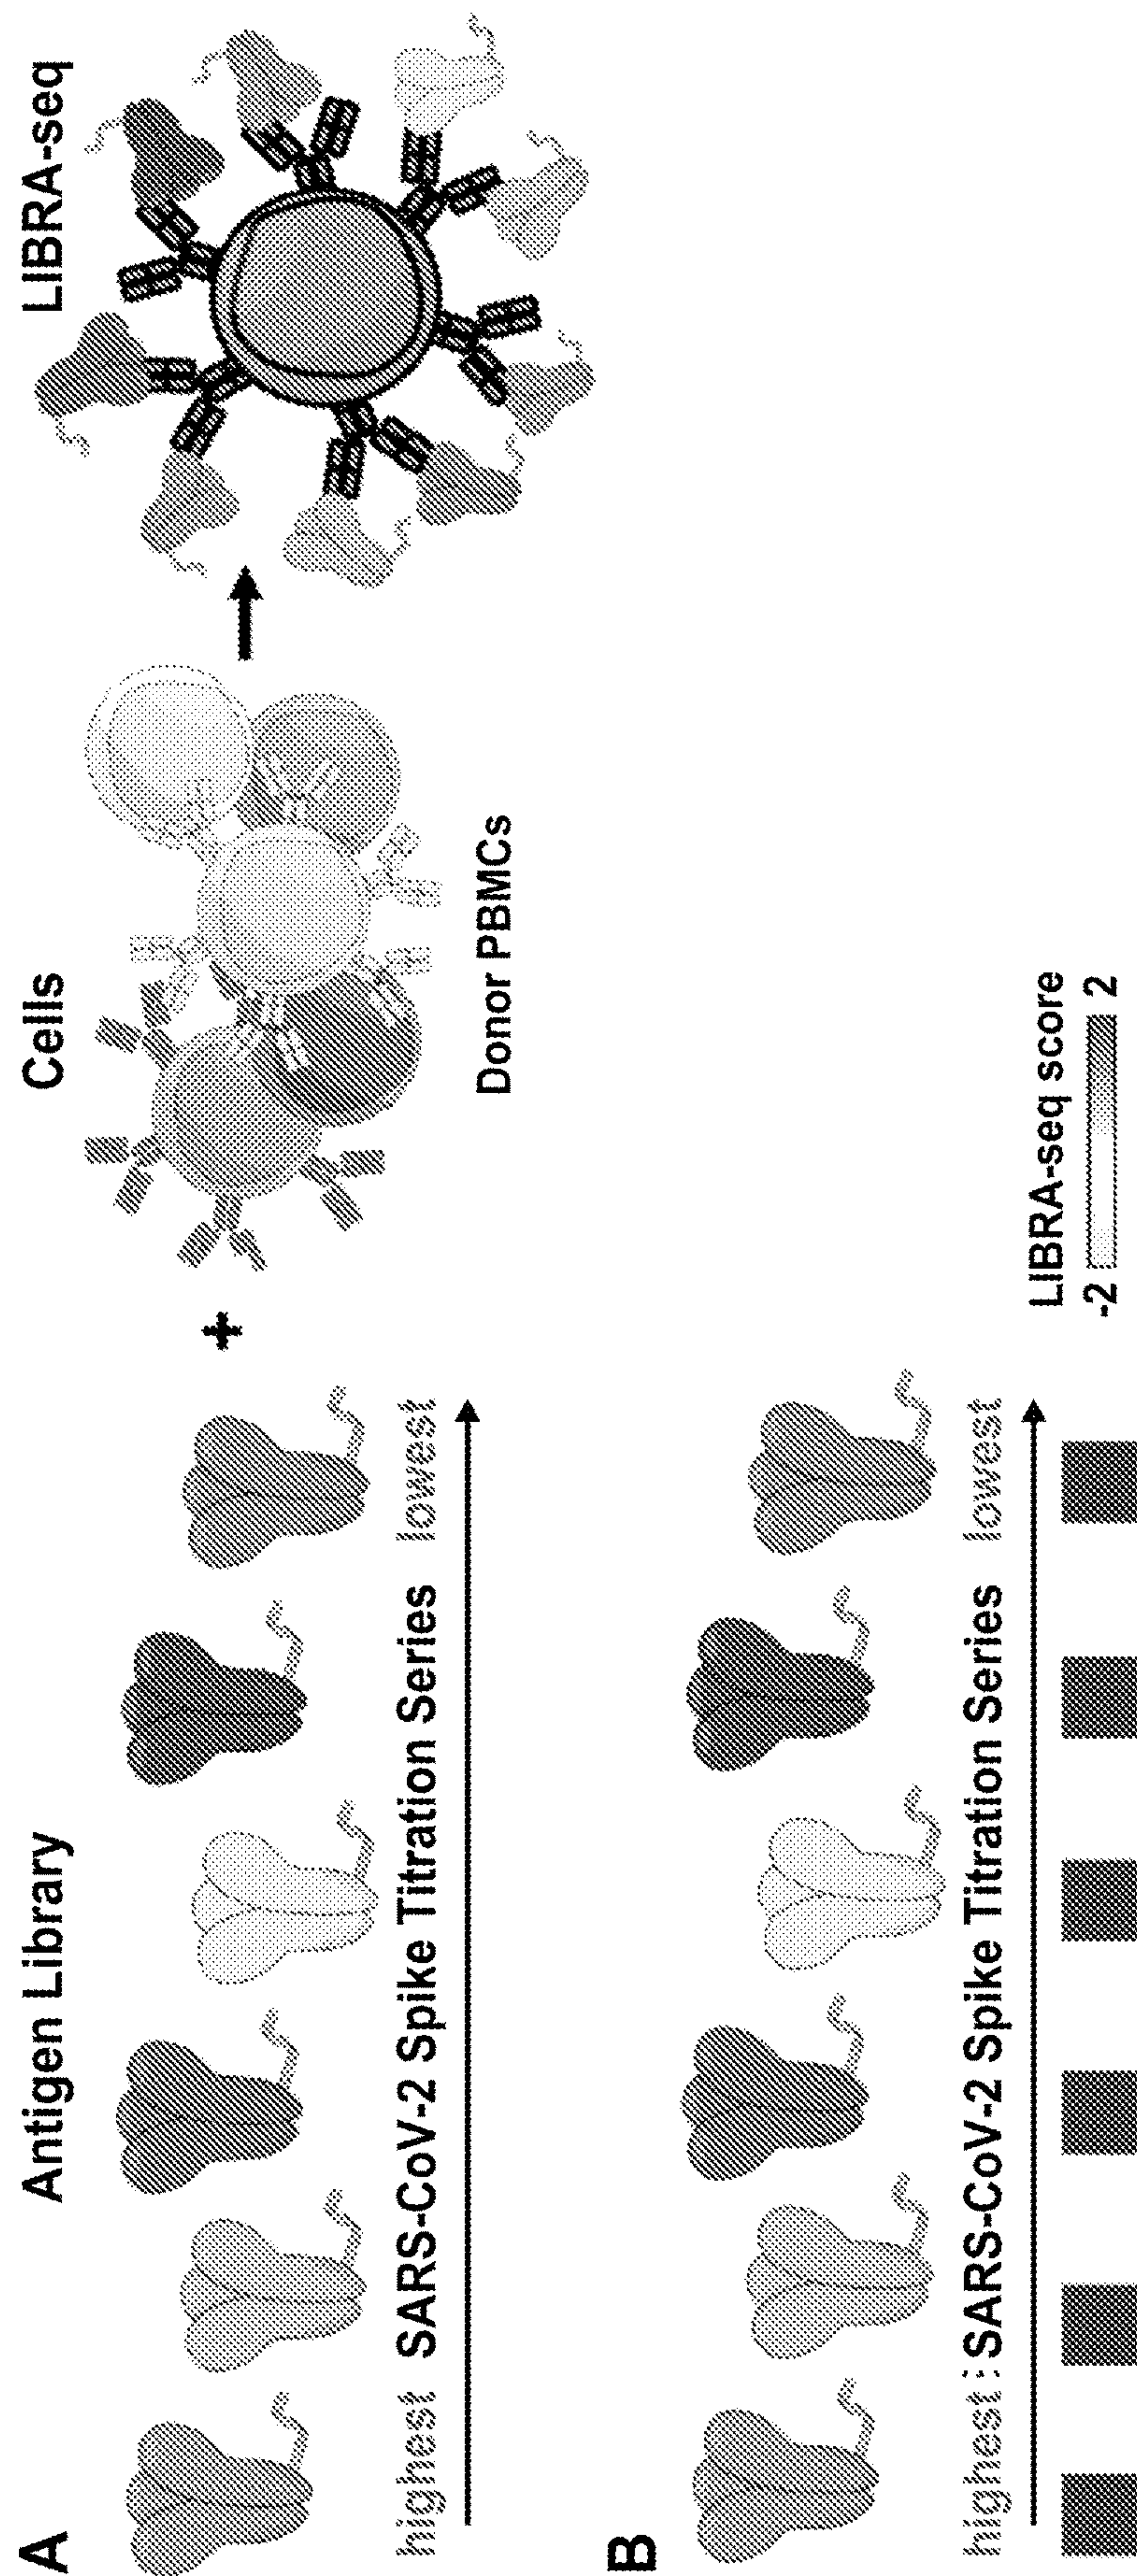 A
Antigen Library
Cells
LIBRA-seq
+
highest SARS-CoV-2 Spike Titration Series lowest
Donor PBMCs
B
highest SARS-CoV-2 Spike Titration Series lowest
LIBRA-seq score
-2 2